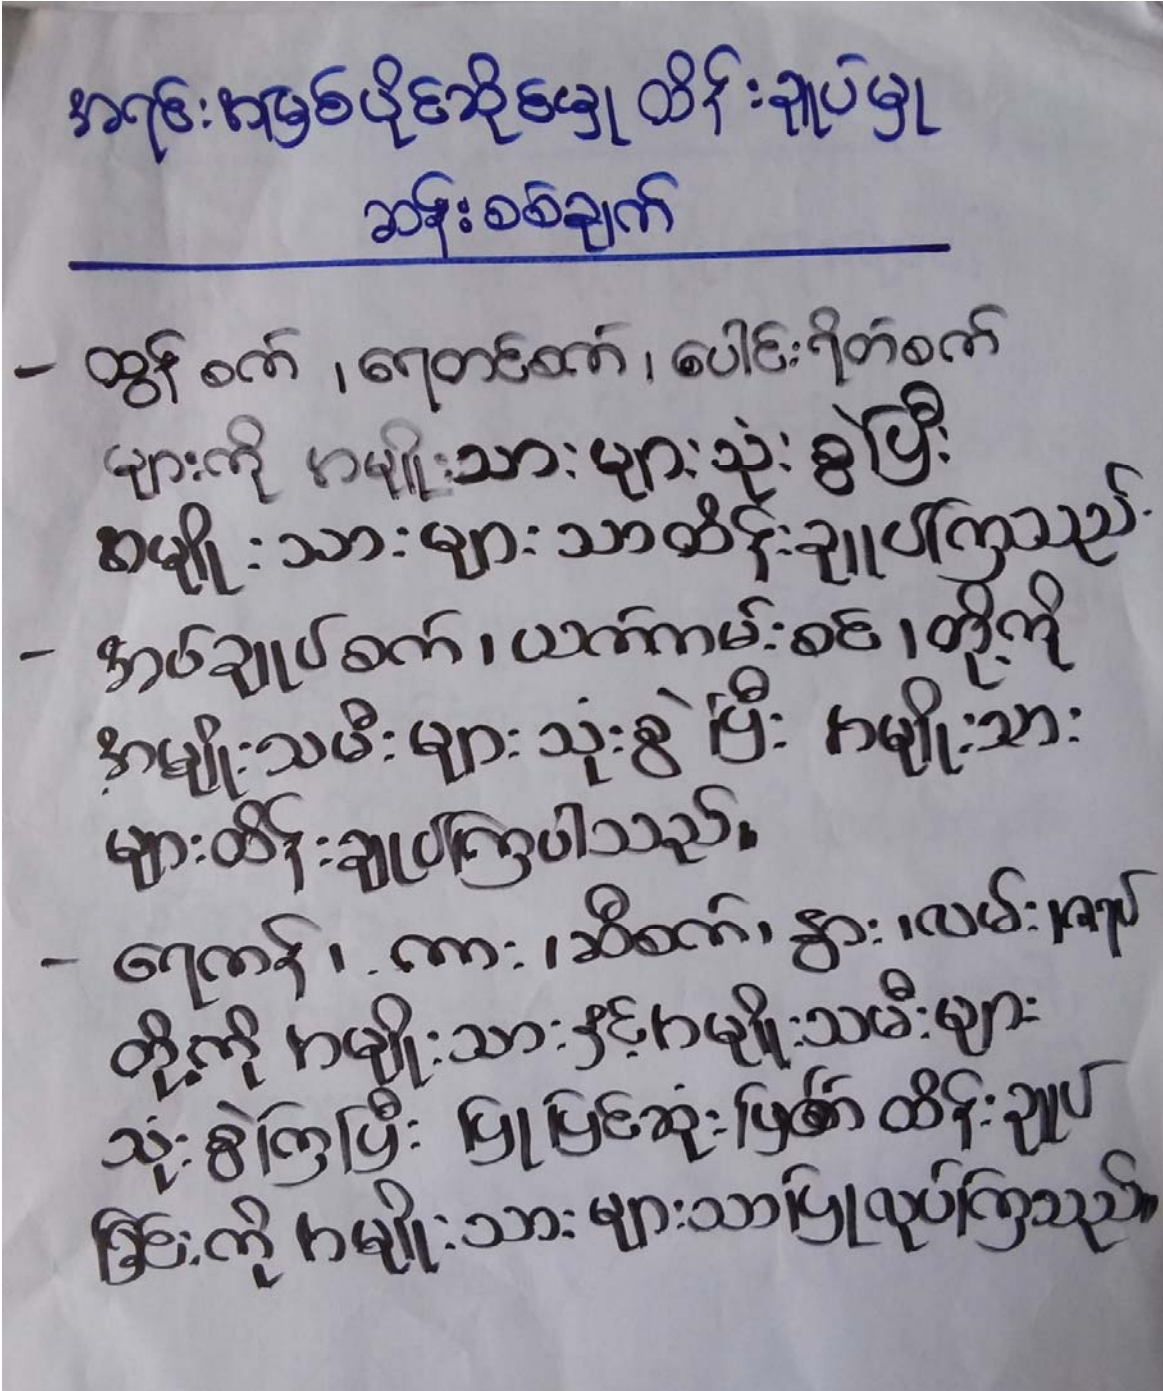 အရင်းအမြစ်ပိုင်ဆိုင်မှု ထိန်းချုပ်မှု
ဆန်းစစ်ချက်
- ထွန်စက် ၊ ရေတင်စက် ၊ ပေါင်းရိတ်စက်
များကို အမျိုးသားများသုံးစွဲပြီး
အမျိုးသားများသာထိန်းချုပ်ကြသည်.
- အပ်ချုပ်စက် ၊ ယက်ကမ်းစင် ၊ တို့ကို
အမျိုးသမီးများသုံးစွဲပြီး အမျိုးသား
များထိန်းချုပ်ကြပါသည်။
- ရေကန် ၊ ကား ၊ ဆီစက် ၊ နွား ၊ လမ်း ၊
တို့ကို အမျိုးသားနှင့်အမျိုးသမီးများ
သုံးစွဲကြပြီး ပြုပြင်ဆုံးဖြတ် ထိန်းချုပ်
ခြင်းကို အမျိုးသားများသာပြုလုပ်ကြသည်။